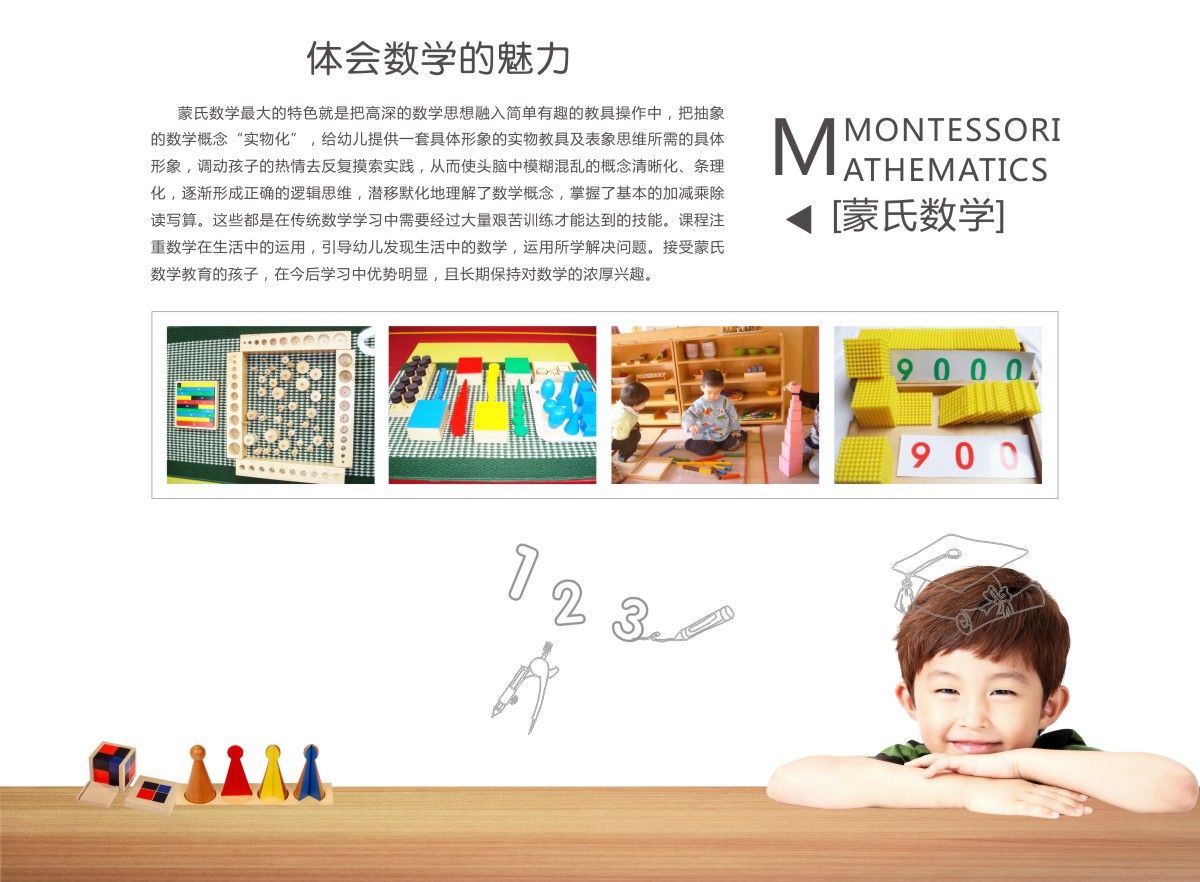 体会数学的魅力
蒙氏数学最大的特色就是把高深的数学思想融入简单有趣的教具操作中，把抽象
的数学概念“实物化”，给幼儿提供一套具体形象的实物教具及表象思维所需的具体
形象，调动孩子的热情去反复摸索实践，从而使头脑中模糊混乱的概念清晰化、条理
化，逐渐形成正确的逻辑思维，潜移默化地理解了数学概念，掌握了基本的加减乘除
读写算。这些都是在传统数学学习中需要经过大量艰苦训练才能达到的技能。课程注
重数学在生活中的运用，引导幼儿发现生活中的数学，运用所学解决问题。接受蒙氏
数学教育的孩子，在今后学习中优势明显，且长期保持对数学的浓厚兴趣。
M MONTESSORI
ATHEMATICS
[蒙氏数学]
9 0 0 0
9 0 0
1 2 3